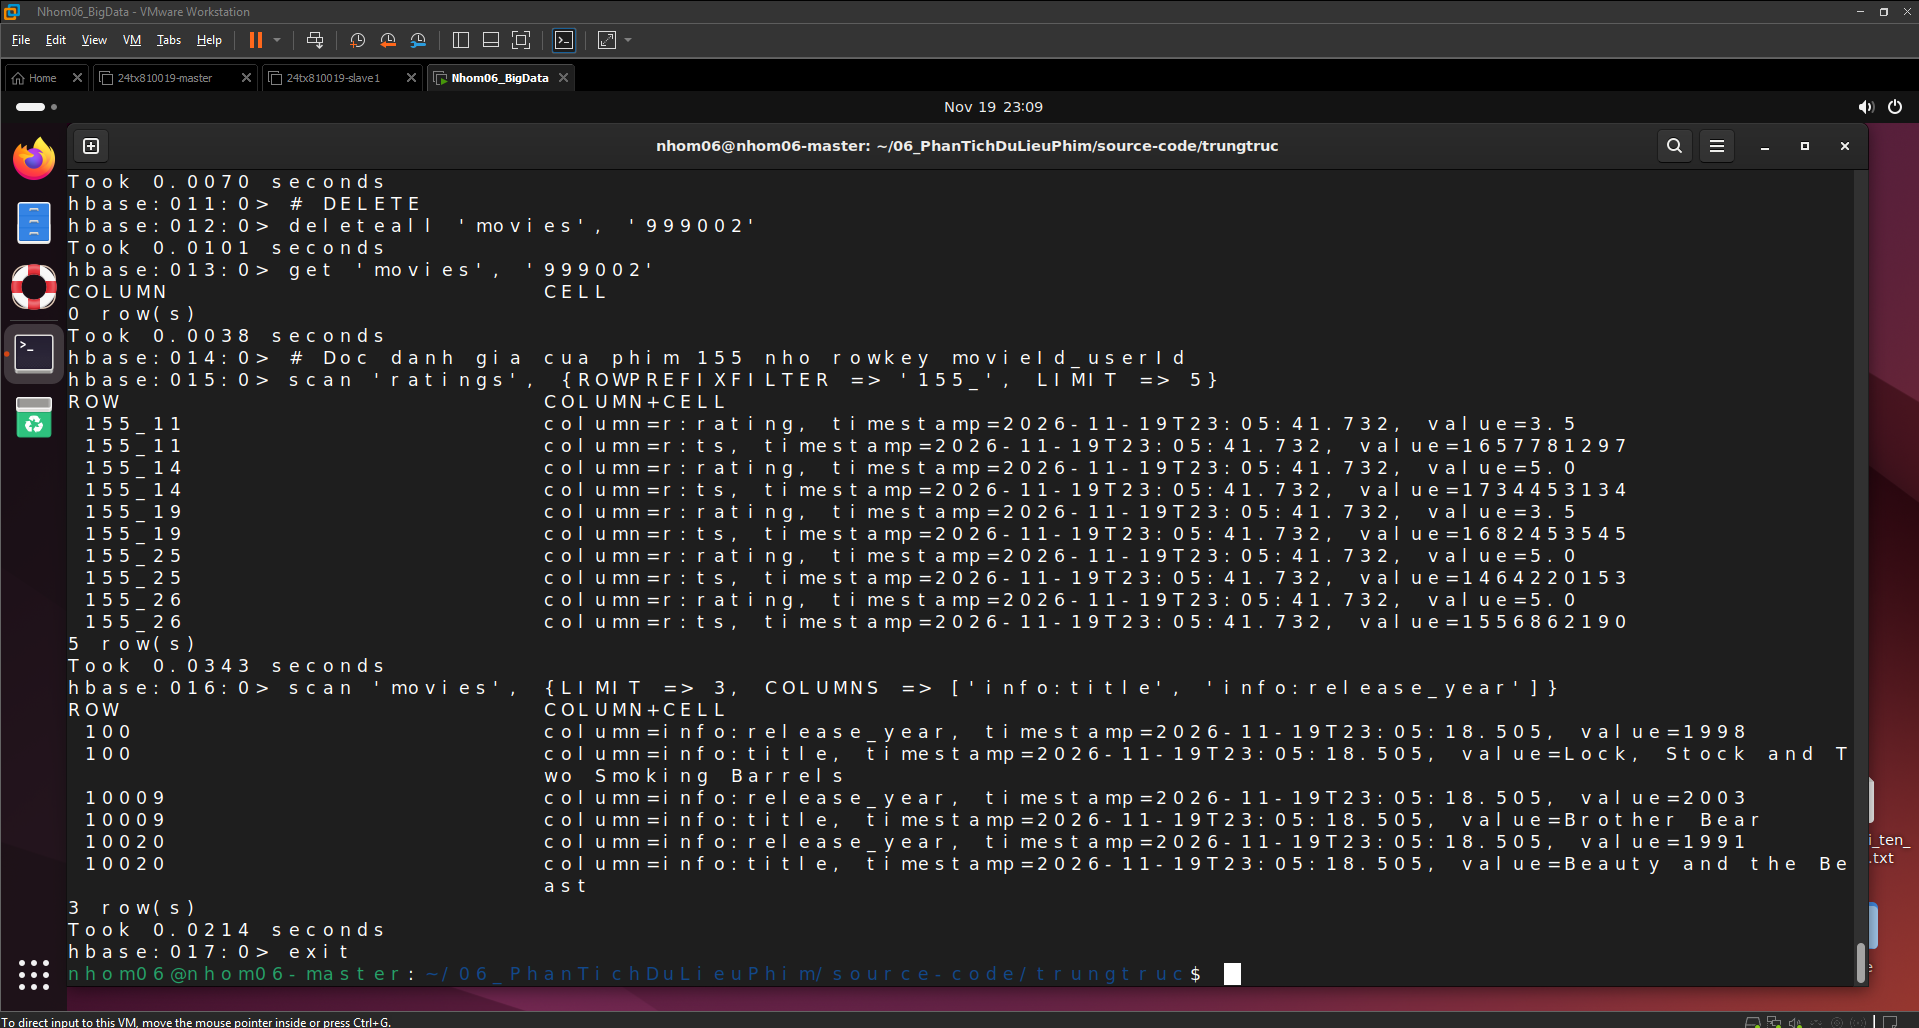 Nhom06_BigData - VMware Workstation
File Edit View VM Tabs Help
Home 24tx810019-master 24tx810019-slave1 Nhom06_BigData
Nov 19 23:09
nhom06@nhom06-master: ~/06_PhanTichDuLieuPhim/source-code/trungtruc
Took 0.0070 seconds
hbase:011:0> # DELETE
hbase:012:0> deleteall 'movies', '999002'
Took 0.0101 seconds
hbase:013:0> get 'movies', '999002'
COLUMN CELL
0 row(s)
Took 0.0038 seconds
hbase:014:0> # Doc danh gia cua phim 155 nho rowkey movieId_userId
hbase:015:0> scan 'ratings', {ROWPREFIXFILTER => '155_', LIMIT => 5}
ROW COLUMN+CELL
155_11 column=r:rating, timestamp=2026-11-19T23:05:41.732, value=3.5
155_11 column=r:ts, timestamp=2026-11-19T23:05:41.732, value=1657781297
155_14 column=r:rating, timestamp=2026-11-19T23:05:41.732, value=5.0
155_14 column=r:ts, timestamp=2026-11-19T23:05:41.732, value=1734453134
155_19 column=r:rating, timestamp=2026-11-19T23:05:41.732, value=3.5
155_19 column=r:ts, timestamp=2026-11-19T23:05:41.732, value=1682453545
155_25 column=r:rating, timestamp=2026-11-19T23:05:41.732, value=5.0
155_25 column=r:ts, timestamp=2026-11-19T23:05:41.732, value=1464220153
155_26 column=r:rating, timestamp=2026-11-19T23:05:41.732, value=5.0
155_26 column=r:ts, timestamp=2026-11-19T23:05:41.732, value=1556862190
5 row(s)
Took 0.0343 seconds
hbase:016:0> scan 'movies', {LIMIT => 3, COLUMNS => ['info:title', 'info:release_year']}
ROW COLUMN+CELL
100 column=info:release_year, timestamp=2026-11-19T23:05:18.505, value=1998
100 column=info:title, timestamp=2026-11-19T23:05:18.505, value=Lock, Stock and T
wo Smoking Barrels
10009 column=info:release_year, timestamp=2026-11-19T23:05:18.505, value=2003
10009 column=info:title, timestamp=2026-11-19T23:05:18.505, value=Brother Bear
10020 column=info:release_year, timestamp=2026-11-19T23:05:18.505, value=1991
10020 column=info:title, timestamp=2026-11-19T23:05:18.505, value=Beauty and the Be
ast
3 row(s)
Took 0.0214 seconds
hbase:017:0> exit
nhom06@nhom06-master:~/06_PhanTichDuLieuPhim/source-code/trungtruc$
i_ten_
.txt
e
To direct input to this VM, move the mouse pointer inside or press Ctrl+G.